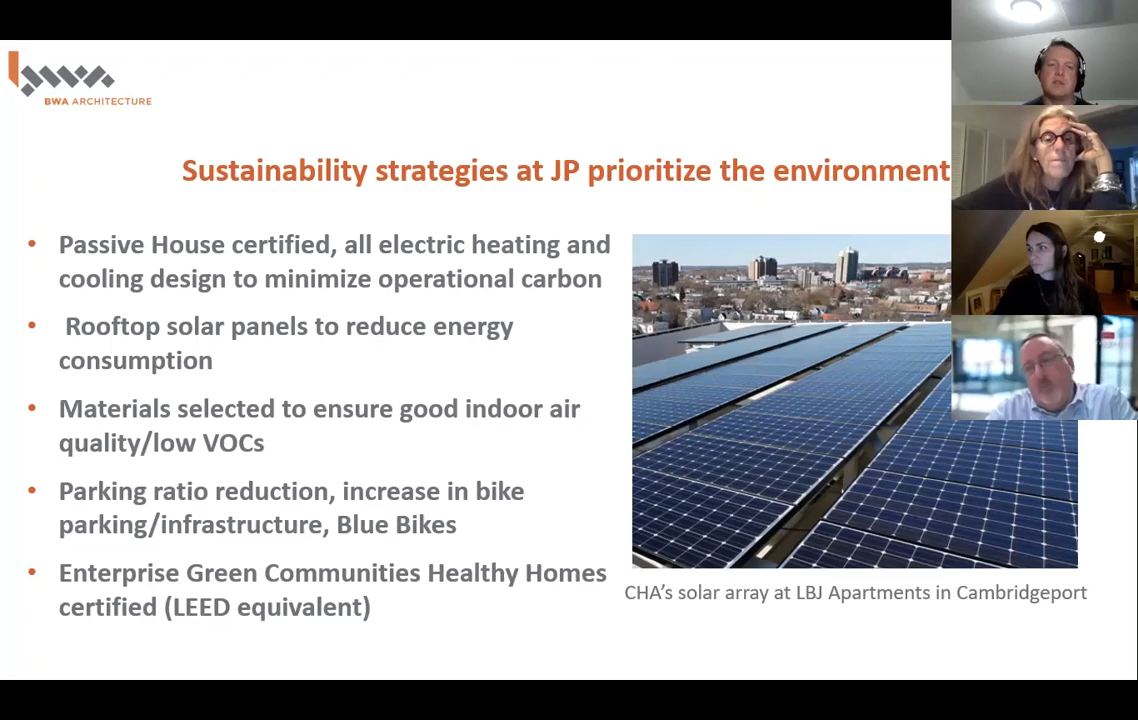 BWA ARCHITECTURE
Sustainability strategies at JP prioritize the environment
• Passive House certified, all electric heating and
cooling design to minimize operational carbon
• Rooftop solar panels to reduce energy
consumption
• Materials selected to ensure good indoor air
quality/low VOCs
• Parking ratio reduction, increase in bike
parking/infrastructure, Blue Bikes
• Enterprise Green Communities Healthy Homes
certified (LEED equivalent)
CHA’s solar array at LBJ Apartments in Cambridgeport